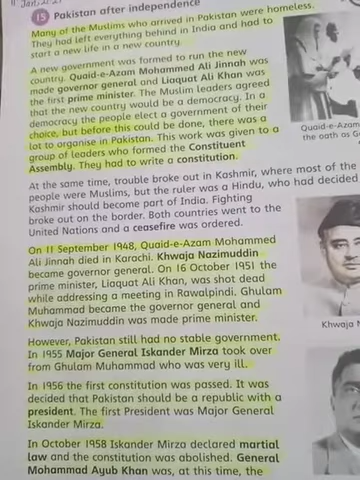 15 Pakistan after independence
Many of the Muslims who arrived in Pakistan were homeless.
They had left everything behind in India and had to
start a new life in a new country.
A new government was formed to run the new
country. Quaid-e-Azam Mohammed Ali Jinnah was
made governor general and Liaquat Ali Khan was
the first prime minister. The Muslim leaders agreed
that the new country would be a democracy. In a
democracy the people elect a government of their
choice, but before this could be done, there was a
lot to organise in Pakistan. This work was given to a
group of leaders who formed the Constituent
Assembly. They had to write a constitution.
Quaid-e-Azam
the oath as
At the same time, trouble broke out in Kashmir, where most of the
people were Muslims, but the ruler was a Hindu, who had decided
Kashmir should become part of India. Fighting
broke out on the border. Both countries went to the
United Nations and a ceasefire was ordered.
On 11 September 1948, Quaid-e-Azam Mohammed
Ali Jinnah died in Karachi. Khwaja Nazimuddin
became governor general. On 16 October 1951 the
prime minister, Liaquat Ali Khan, was shot dead
while addressing a meeting in Rawalpindi. Ghulam
Muhammad became the governor general and
Khwaja Nazimuddin was made prime minister.
Khwaja
However, Pakistan still had no stable government.
In 1955 Major General Iskander Mirza took over
from Ghulam Muhammad who was very ill.
In 1956 the first constitution was passed. It was
decided that Pakistan should be a republic with a
president. The first President was Major General
Iskander Mirza.
In October 1958 Iskander Mirza declared martial
law and the constitution was abolished. General
Mohammad Ayub Khan was, at this time, the